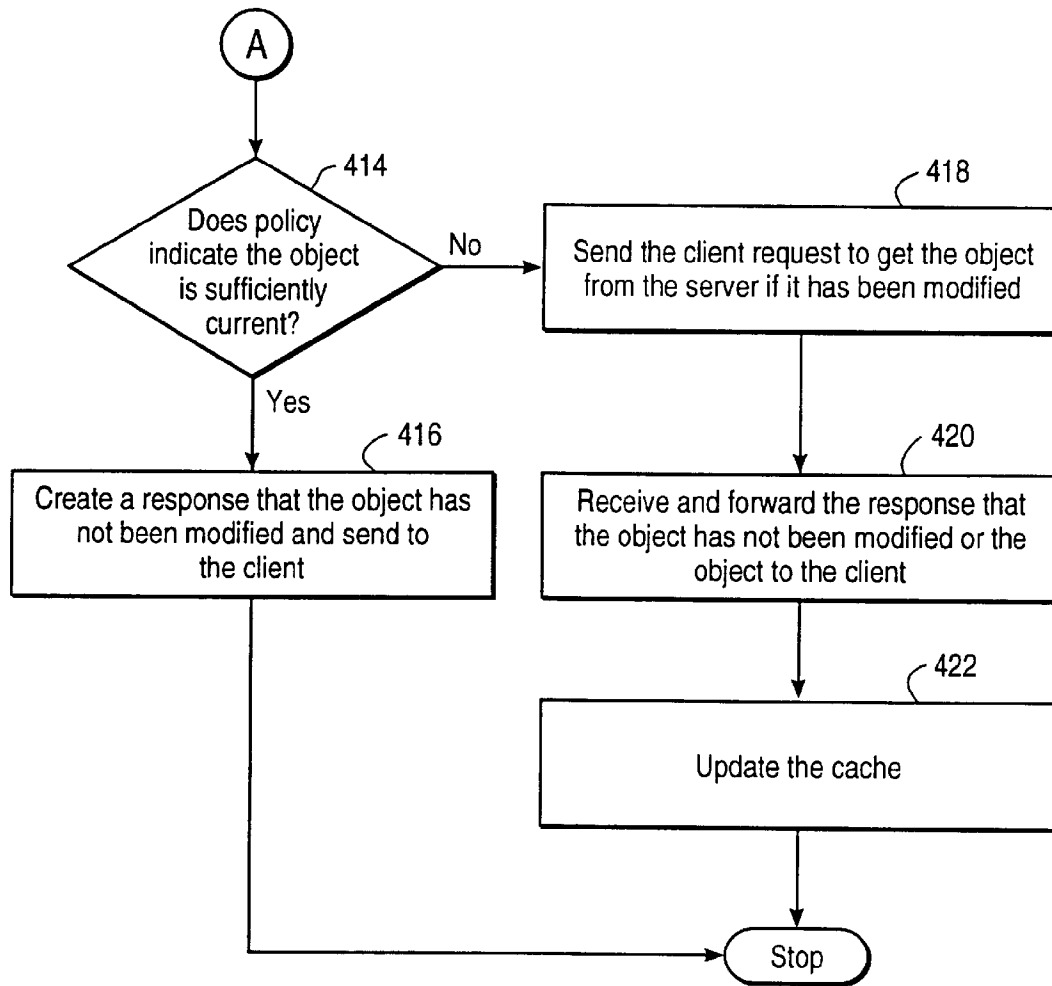 A
414
Does policy
indicate the object
is sufficiently
current?
No
Yes
418
Send the client request to get the object
from the server if it has been modified
416
Create a response that the object has
not been modified and send to
the client
420
Receive and forward the response that
the object has not been modified or the
object to the client
422
Update the cache
Stop